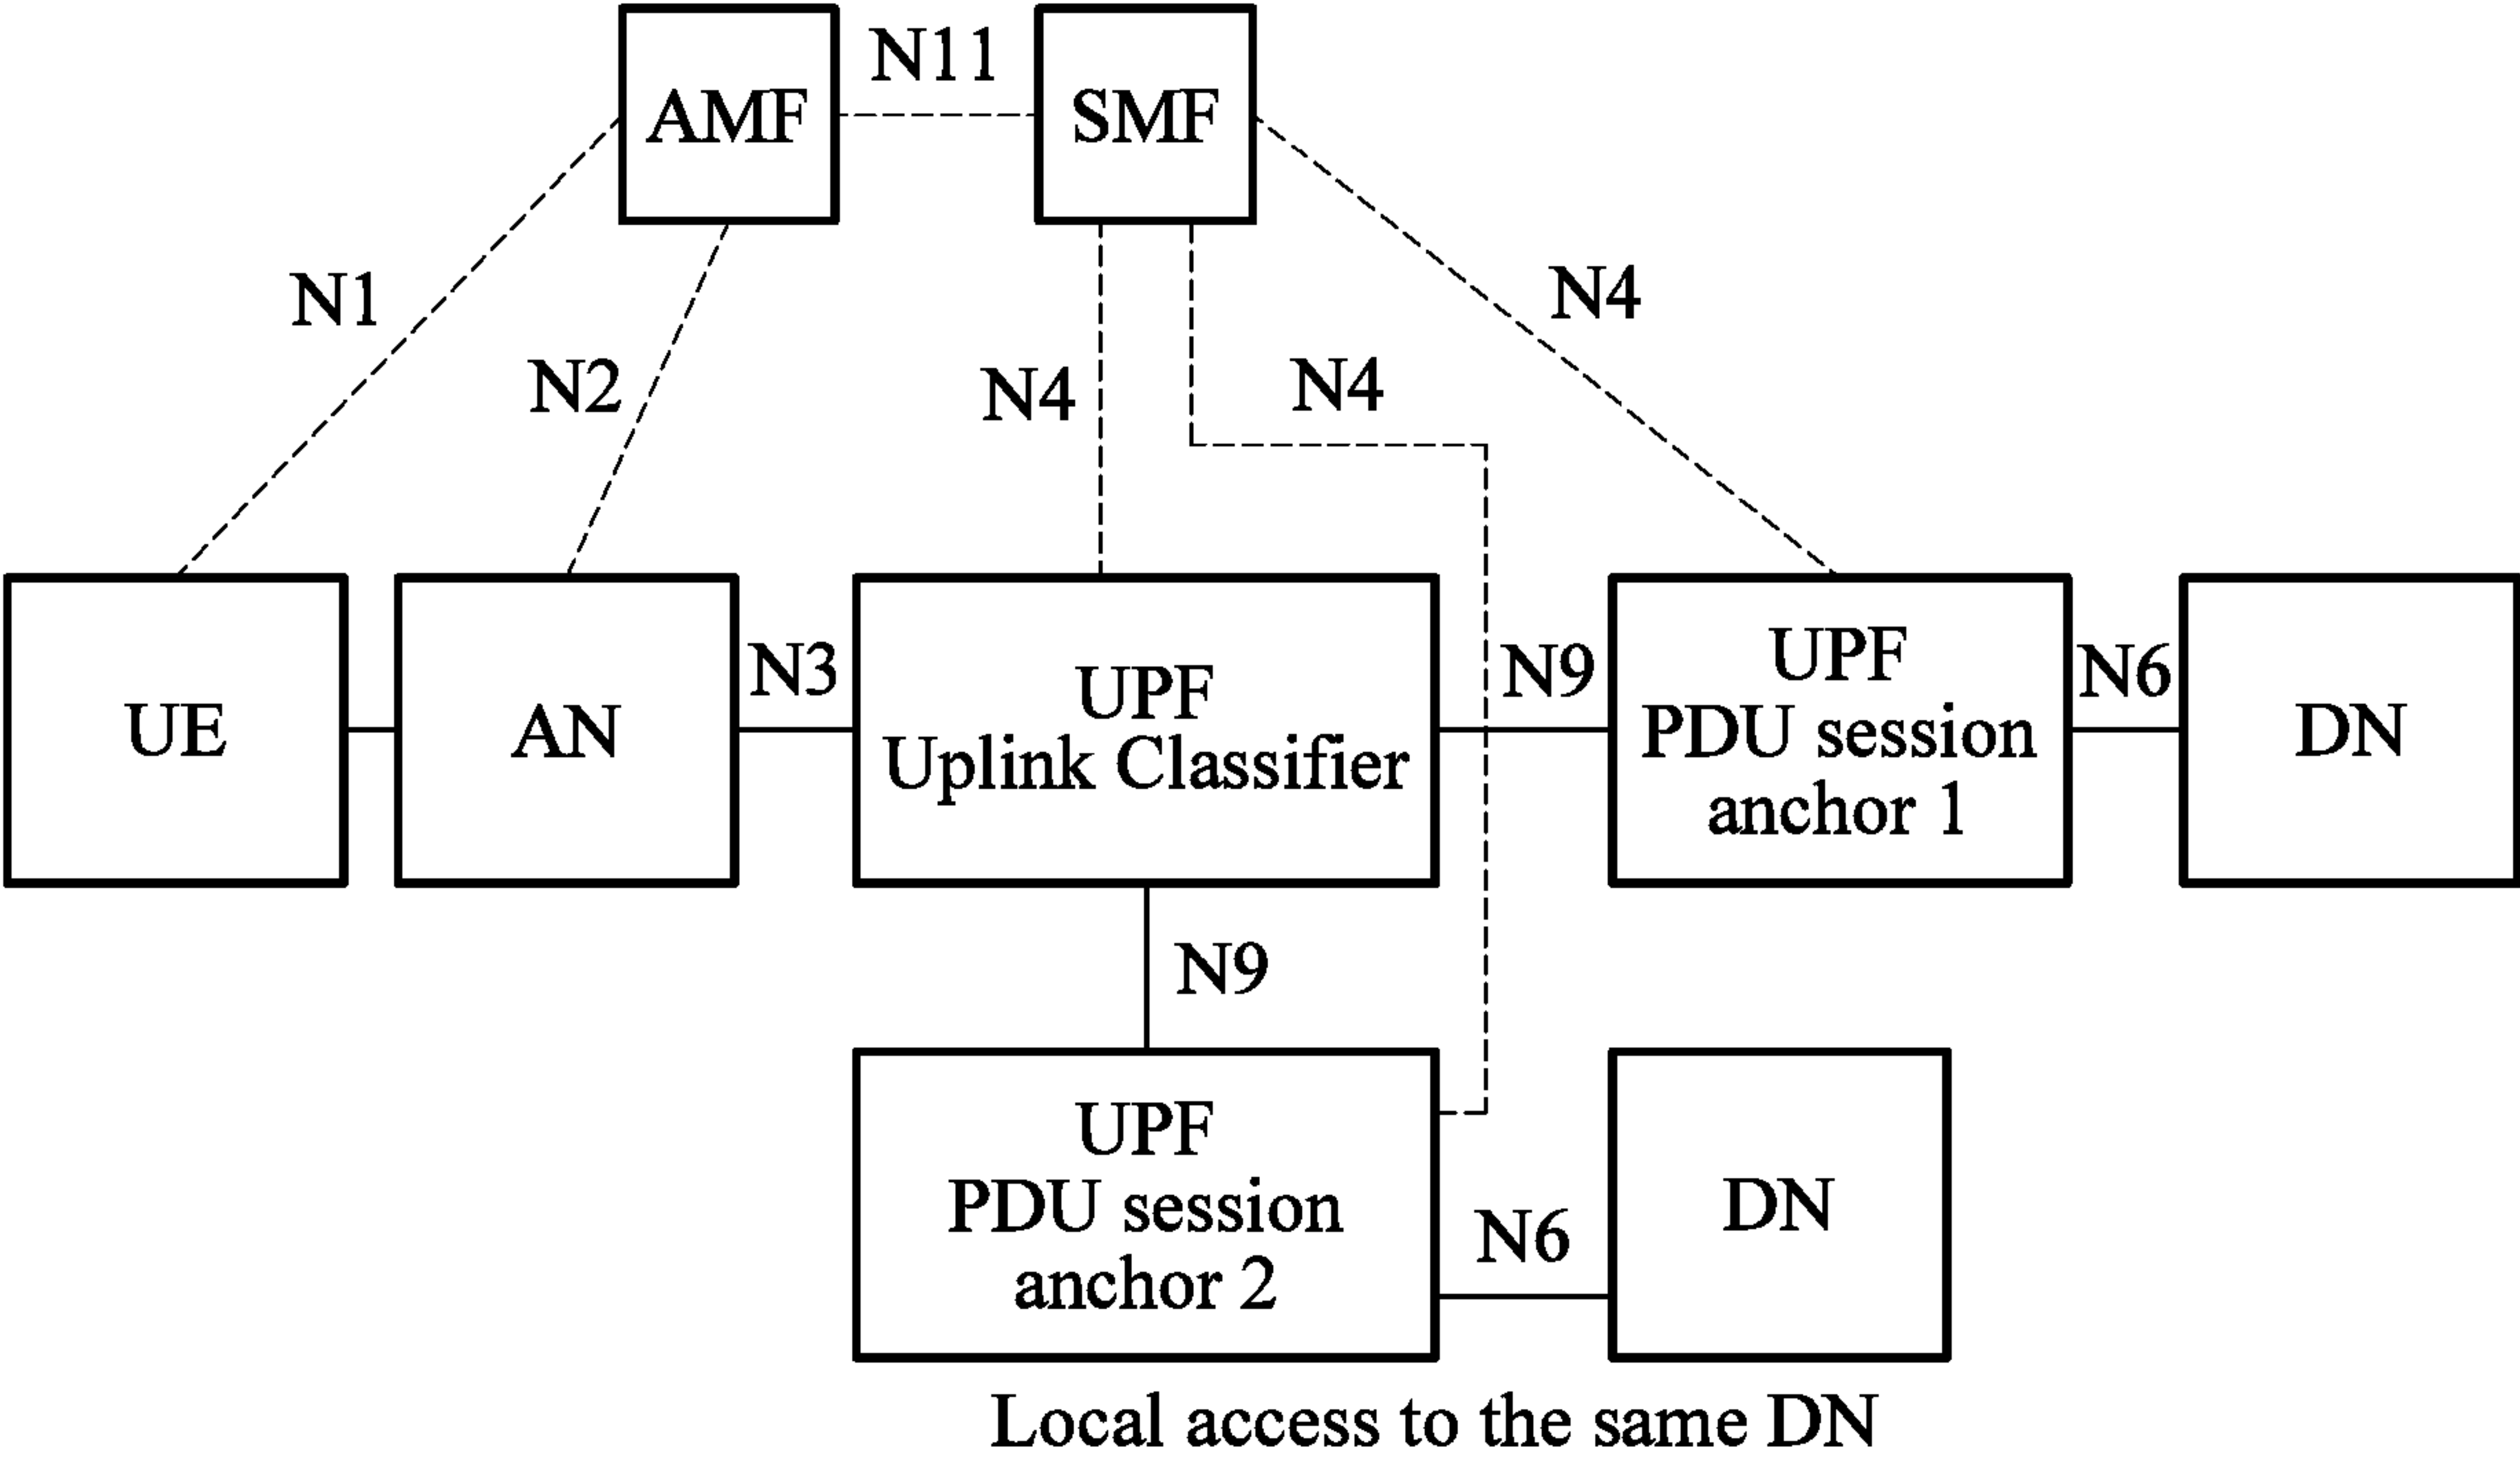 AMF
N11
SMF
N1
N2
N4
N4
N4
UE
AN
N3
UPF
Uplink Classifier
N9
UPF
PDU session
anchor 1
N6
DN
N9
UPF
PDU session
anchor 2
N6
DN
Local access to the same DN